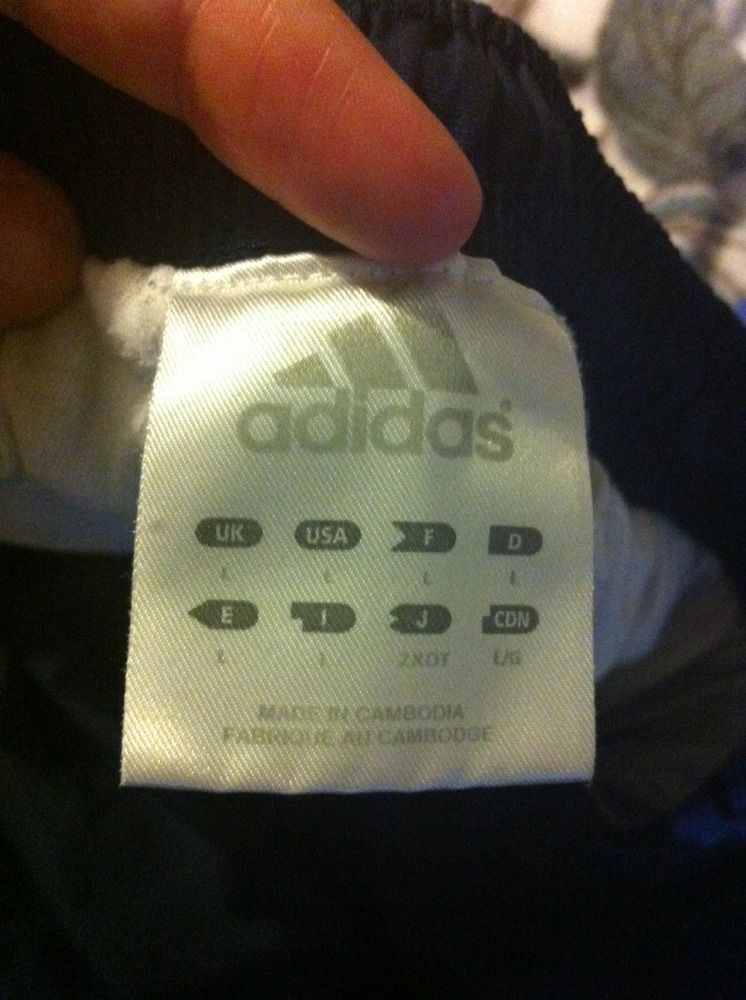 adidas
UK USA F D
L L L L
E I J CDN
L L 2XOT L/G
MADE IN CAMBODIA
FABRIQUE AU CAMBODGE